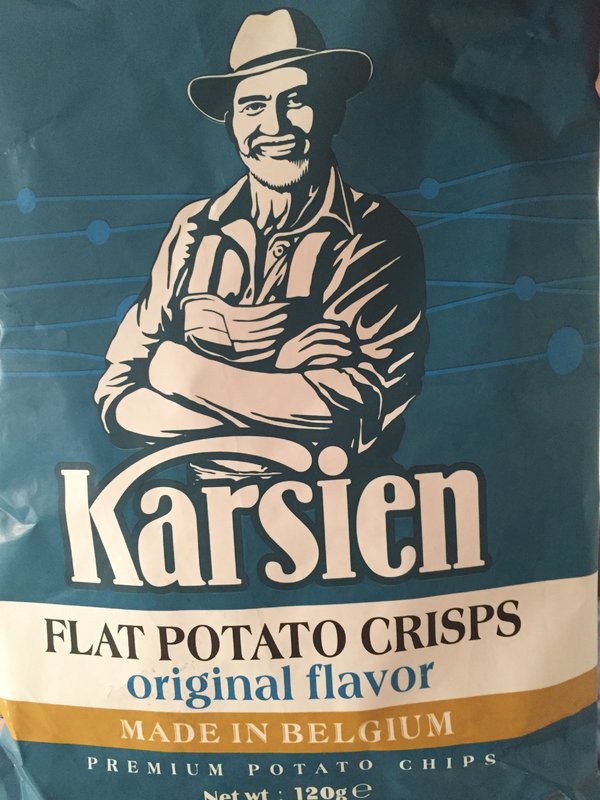 Karsien
FLAT POTATO CRISPS
original flavor
MADE IN BELGIUM
PREMIUM POTATO CHIPS
Net wt : 120g e